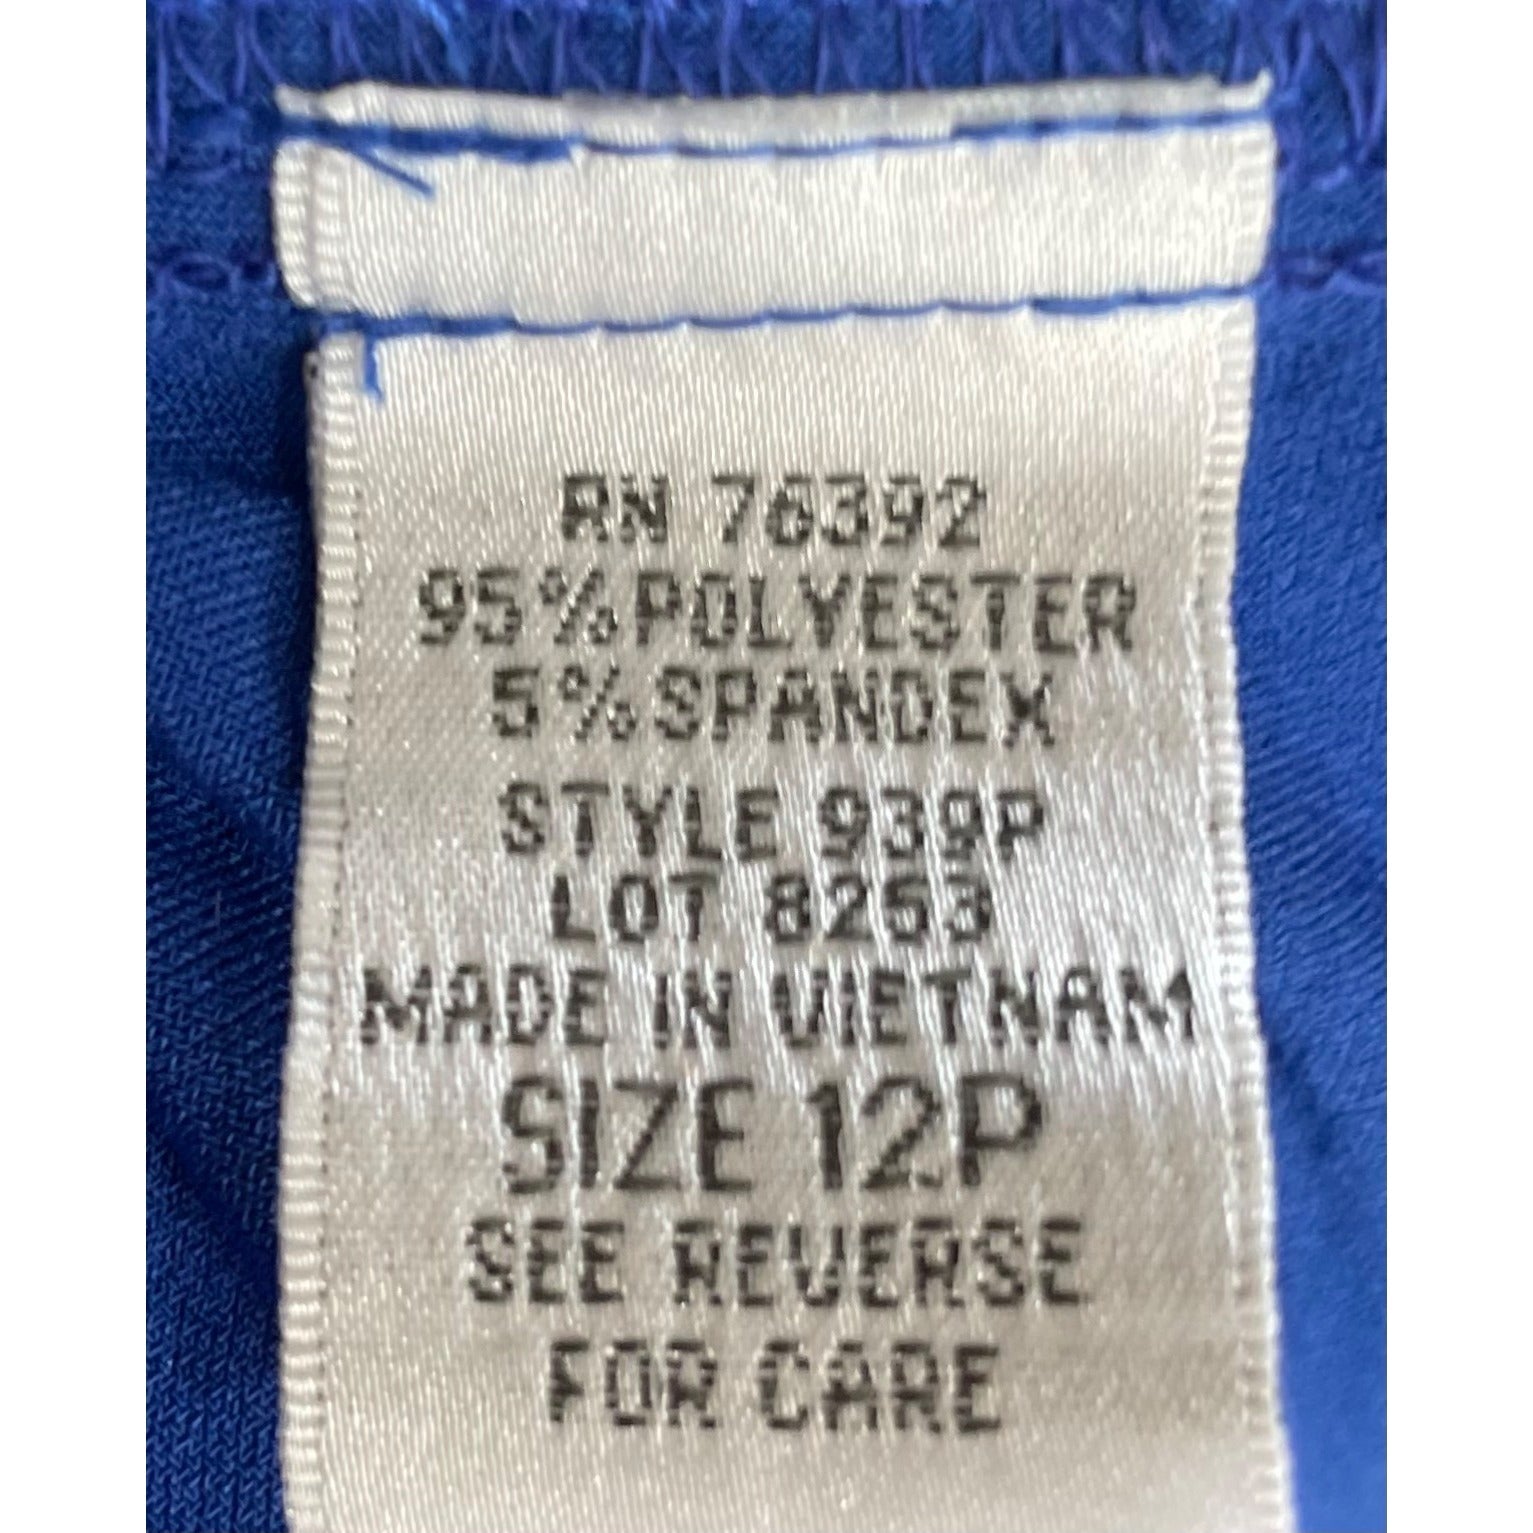 RN 76392
95%POLYESTER
5%SPANDEX
STYLE 939P
LOT 8253
MADE IN VIETNAM
SIZE 12P
SEE REVERSE
FOR CARE